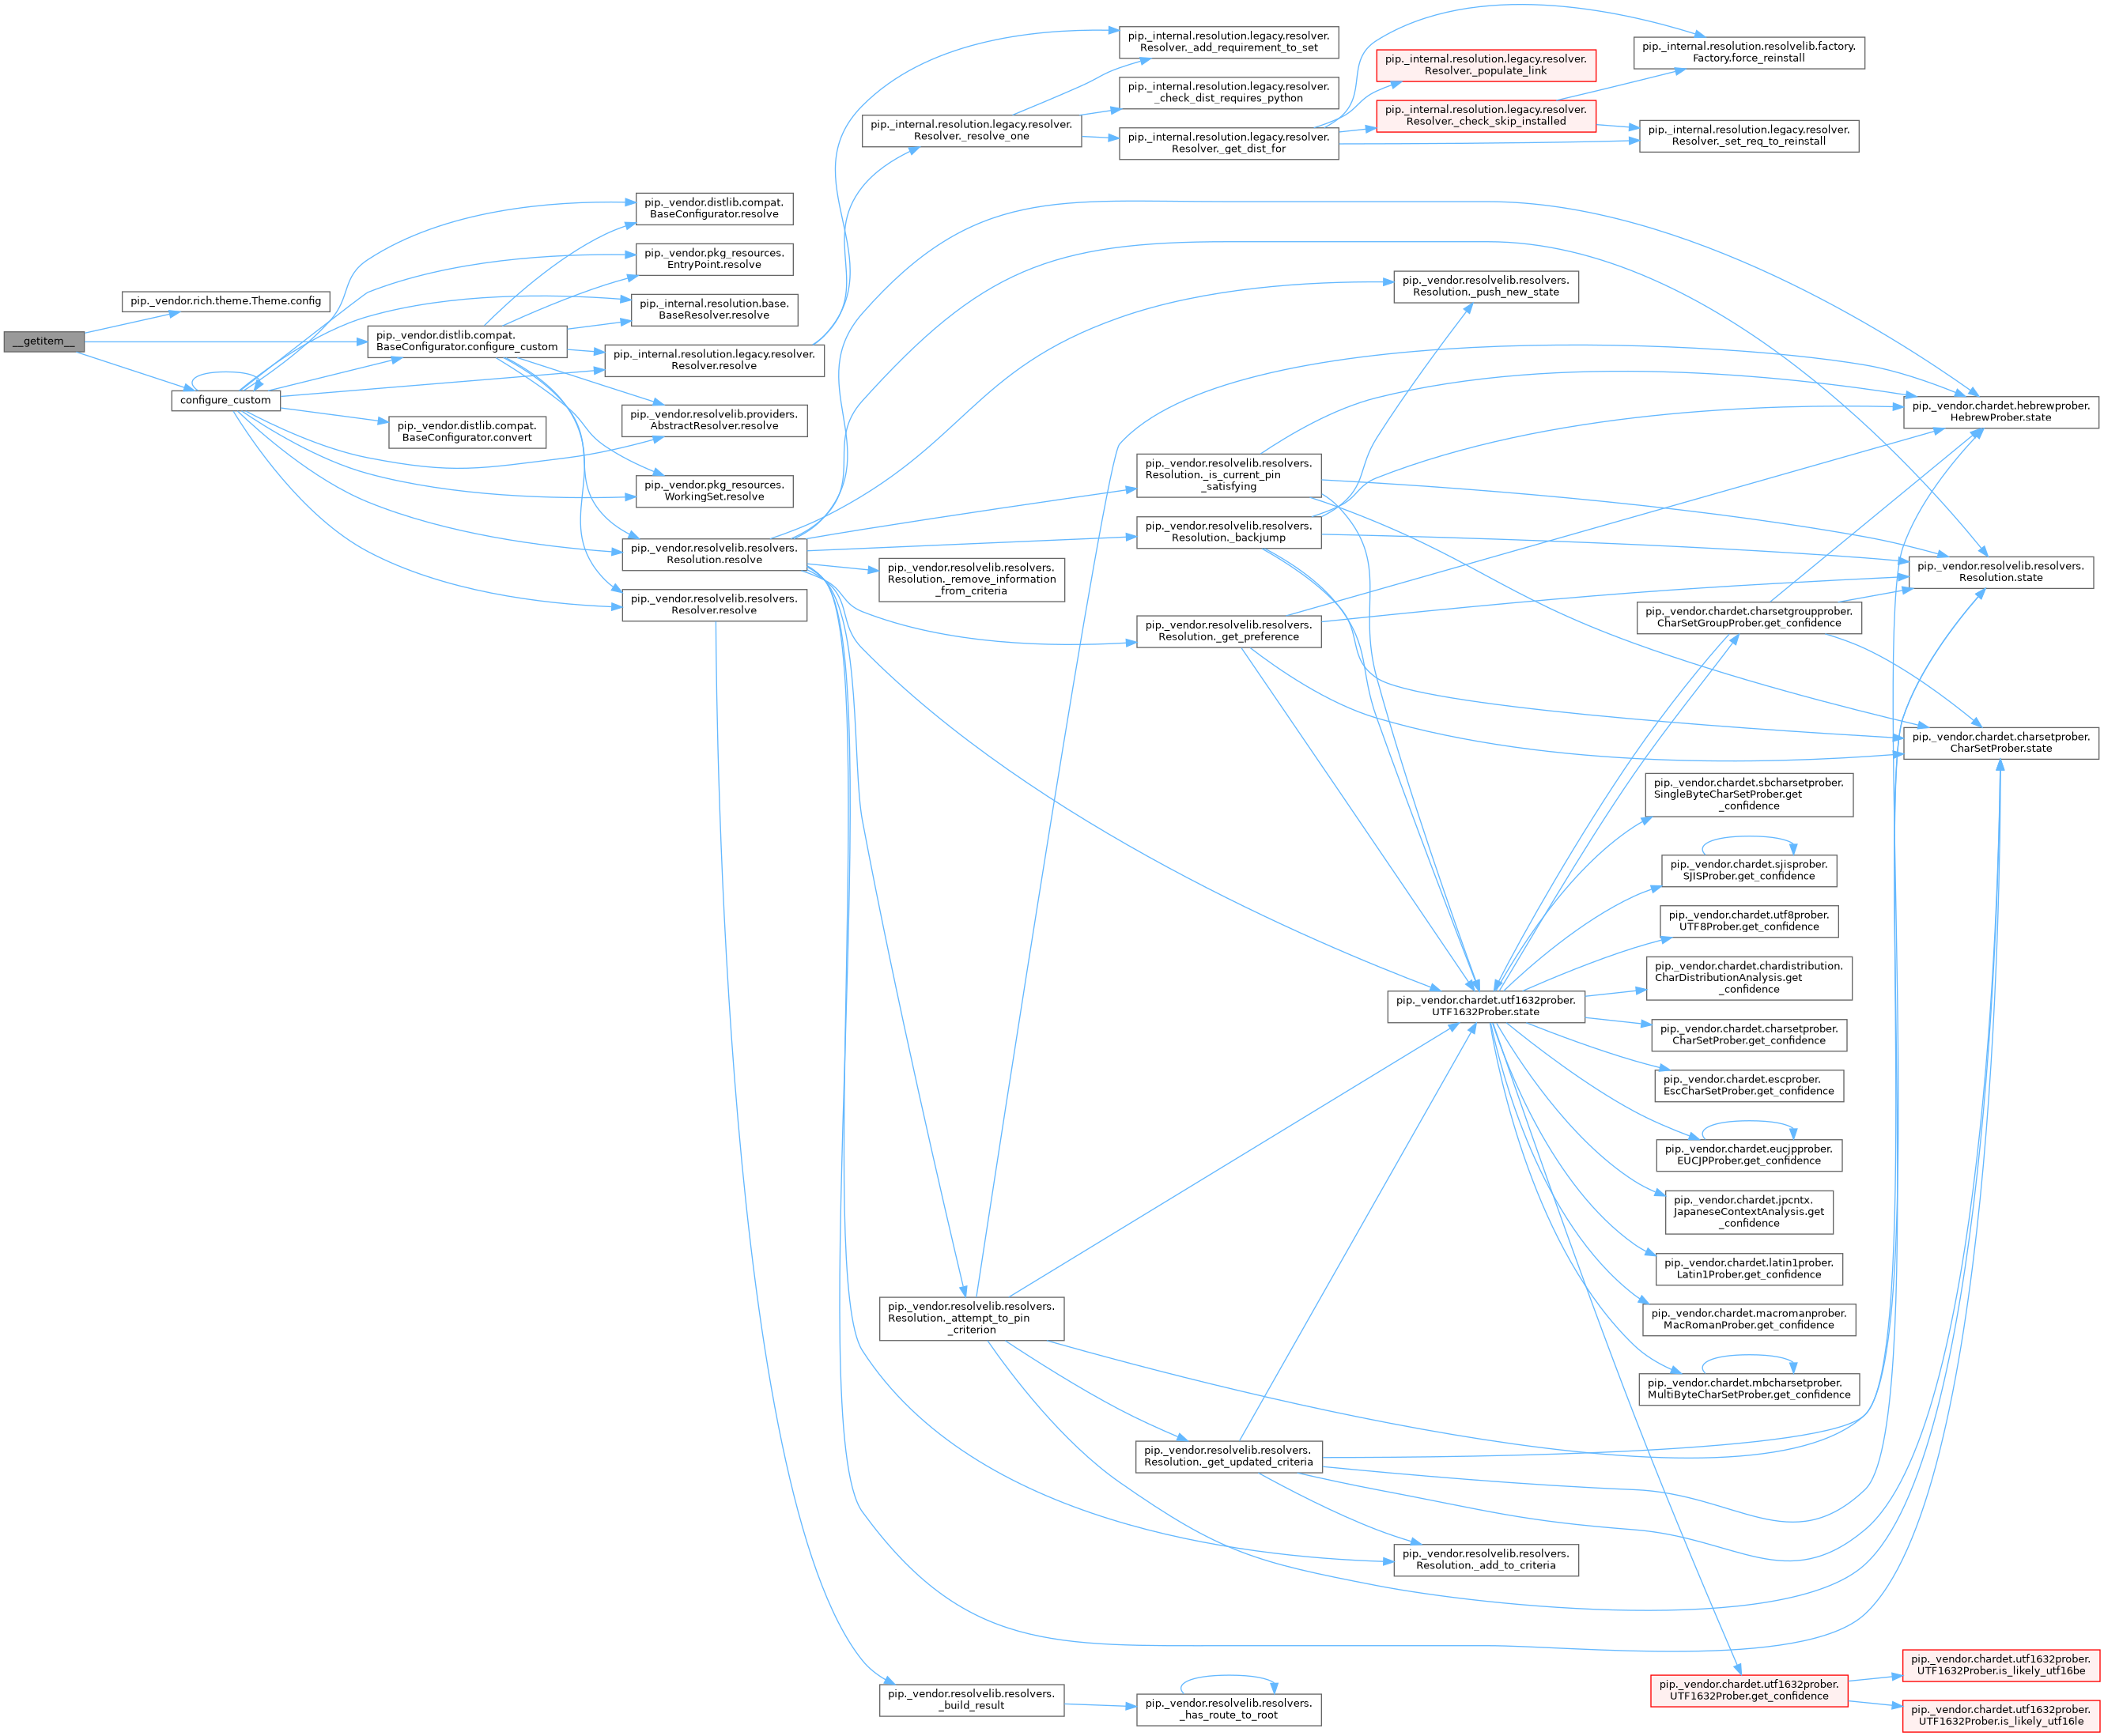 __getitem__
pip._vendor.rich.theme.Theme.config
configure_custom
pip._vendor.distlib.compat.
BaseConfigurator.configure_custom
pip._vendor.distlib.compat.
BaseConfigurator.convert
pip._vendor.distlib.compat.
BaseConfigurator.resolve
pip._vendor.pkg_resources.
EntryPoint.resolve
pip._internal.resolution.base.
BaseResolver.resolve
pip._internal.resolution.legacy.resolver.
Resolver.resolve
pip._vendor.resolvelib.providers.
AbstractResolver.resolve
pip._vendor.pkg_resources.
WorkingSet.resolve
pip._vendor.resolvelib.resolvers.
Resolution.resolve
pip._vendor.resolvelib.resolvers.
Resolver.resolve
pip._internal.resolution.legacy.resolver.
Resolver._resolve_one
pip._vendor.resolvelib.resolvers.
Resolution._remove_information
_from_criteria
pip._vendor.resolvelib.resolvers.
Resolution._attempt_to_pin
_criterion
pip._vendor.resolvelib.resolvers.
_build_result
pip._internal.resolution.legacy.resolver.
Resolver._add_requirement_to_set
pip._internal.resolution.legacy.resolver.
_check_dist_requires_python
pip._internal.resolution.legacy.resolver.
Resolver._get_dist_for
pip._vendor.resolvelib.resolvers.
Resolution._is_current_pin
_satisfying
pip._vendor.resolvelib.resolvers.
Resolution._backjump
pip._vendor.resolvelib.resolvers.
Resolution._get_preference
pip._vendor.resolvelib.resolvers.
Resolution._get_updated_criteria
pip._vendor.resolvelib.resolvers.
_has_route_to_root
pip._internal.resolution.legacy.resolver.
Resolver._populate_link
pip._internal.resolution.legacy.resolver.
Resolver._check_skip_installed
pip._vendor.resolvelib.resolvers.
Resolution._push_new_state
pip._vendor.chardet.utf1632prober.
UTF1632Prober.state
pip._vendor.resolvelib.resolvers.
Resolution._add_to_criteria
pip._internal.resolution.resolvelib.factory.
Factory.force_reinstall
pip._internal.resolution.legacy.resolver.
Resolver._set_req_to_reinstall
pip._vendor.chardet.charsetgroupprober.
CharSetGroupProber.get_confidence
pip._vendor.chardet.sbcharsetprober.
SingleByteCharSetProber.get
_confidence
pip._vendor.chardet.sjisprober.
SJISProber.get_confidence
pip._vendor.chardet.utf8prober.
UTF8Prober.get_confidence
pip._vendor.chardet.chardistribution.
CharDistributionAnalysis.get
_confidence
pip._vendor.chardet.charsetprober.
CharSetProber.get_confidence
pip._vendor.chardet.escprober.
EscCharSetProber.get_confidence
pip._vendor.chardet.eucjpprober.
EUCJPProber.get_confidence
pip._vendor.chardet.jpcntx.
JapaneseContextAnalysis.get
_confidence
pip._vendor.chardet.latin1prober.
Latin1Prober.get_confidence
pip._vendor.chardet.macromanprober.
MacRomanProber.get_confidence
pip._vendor.chardet.mbcharsetprober.
MultiByteCharSetProber.get_confidence
pip._vendor.chardet.utf1632prober.
UTF1632Prober.get_confidence
pip._vendor.chardet.hebrewprober.
HebrewProber.state
pip._vendor.resolvelib.resolvers.
Resolution.state
pip._vendor.chardet.charsetprober.
CharSetProber.state
pip._vendor.chardet.utf1632prober.
UTF1632Prober.is_likely_utf16be
pip._vendor.chardet.utf1632prober.
UTF1632Prober.is_likely_utf16le